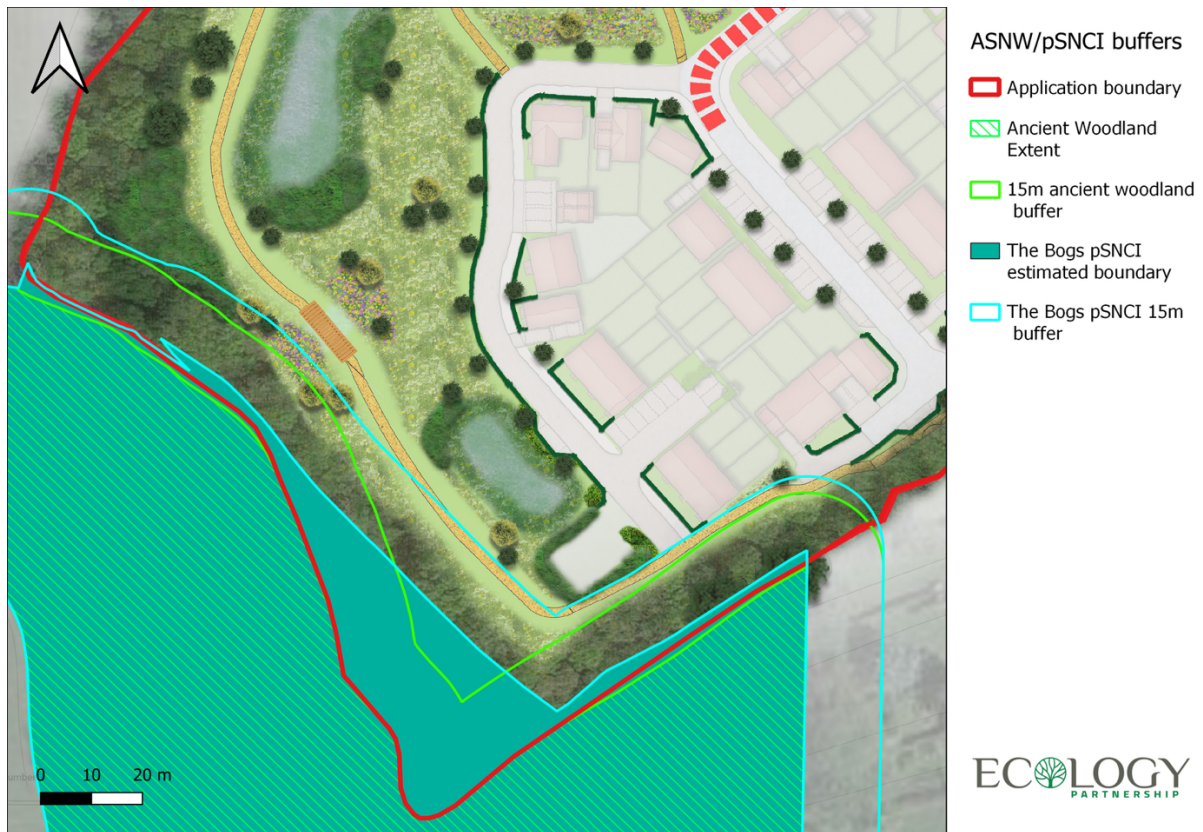 ASNW/pSNCI buffers
Application boundary
Ancient Woodland
Extent
15m ancient woodland
buffer
The Bogs pSNCI
estimated boundary
The Bogs pSNCI 15m
buffer
0 10 20 m
ECOLOGY
PARTNERSHIP